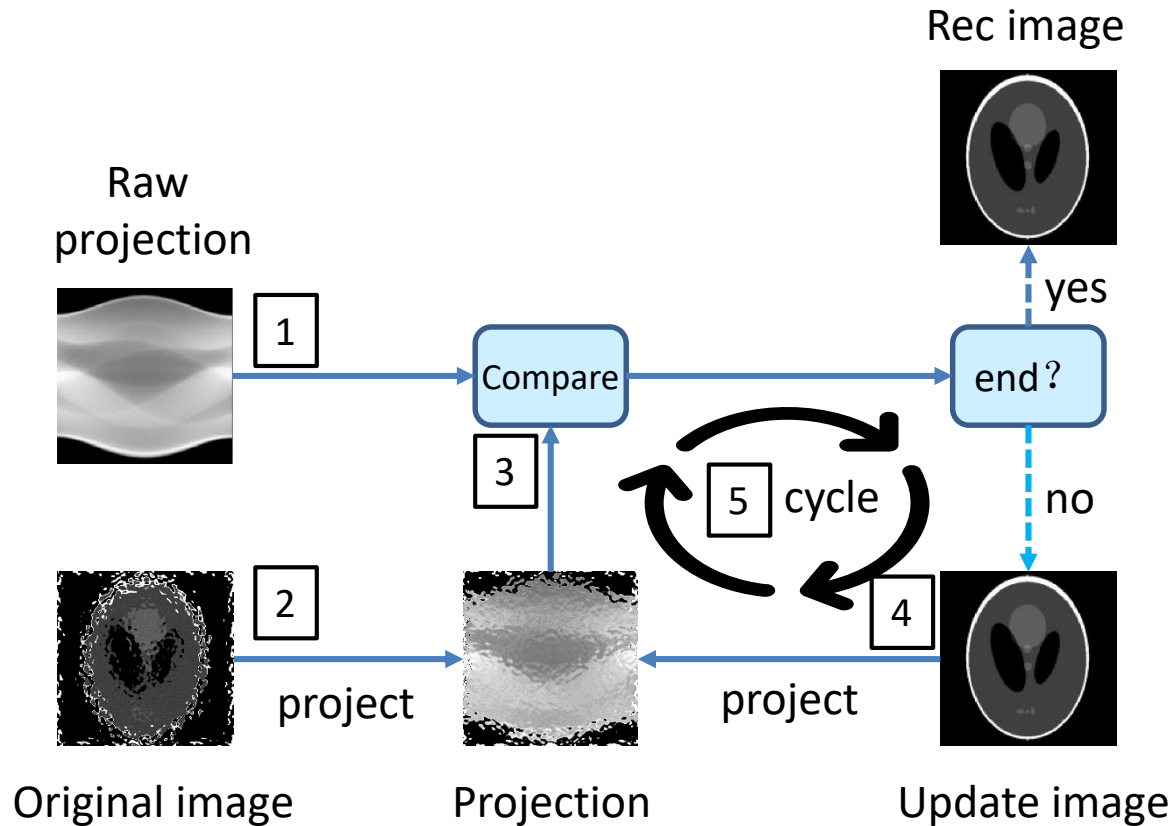 Rec image
Raw
projection
1
yes
Compare
end？
3
5
cycle
no
2
4
project
project
Original image
Projection
Update image